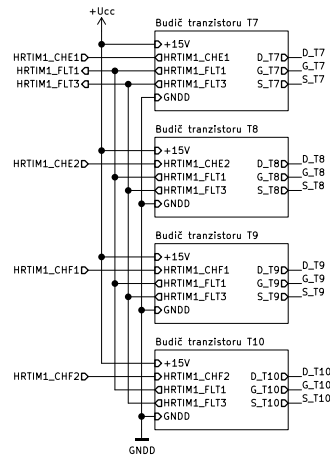 +Ucc
Budič tranzistoru T7
+15V
HRTIM1_CHE1 HRTIM1_CHE1 D_T7 D_T7
HRTIM1_FLT1 HRTIM1_FLT1 G_T7 G_T7
HRTIM1_FLT3 HRTIM1_FLT3 S_T7 S_T7
GNDD
Budič tranzistoru T8
+15V
HRTIM1_CHE2 HRTIM1_CHE2 D_T8 D_T8
HRTIM1_FLT1 G_T8 G_T8
HRTIM1_FLT3 S_T8 S_T8
GNDD
Budič tranzistoru T9
+15V
HRTIM1_CHF1 HRTIM1_CHF1 D_T9 D_T9
HRTIM1_FLT1 G_T9 G_T9
HRTIM1_FLT3 S_T9 S_T9
GNDD
Budič tranzistoru T10
+15V
HRTIM1_CHF2 HRTIM1_CHF2 D_T10 D_T10
HRTIM1_FLT1 G_T10 G_T10
HRTIM1_FLT3 S_T10 S_T10
GNDD
GNDD